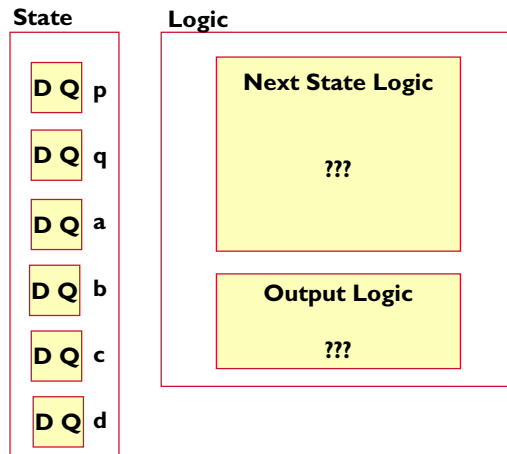 State
D Q p
D Q q
D Q a
D Q b
D Q c
D Q d
Logic
Next State Logic
???
Output Logic
???